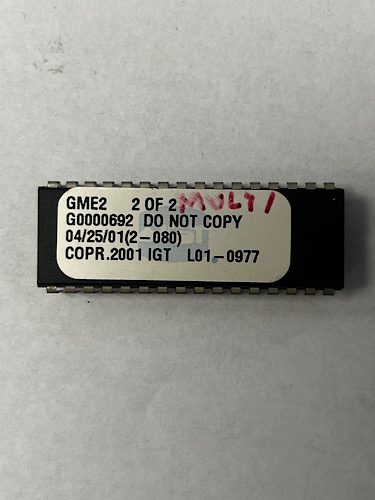 GME2 2 OF 2 MULTI
G0000692 DO NOT COPY
04/25/01(2-080)
COPR.2001 IGT L01-0977